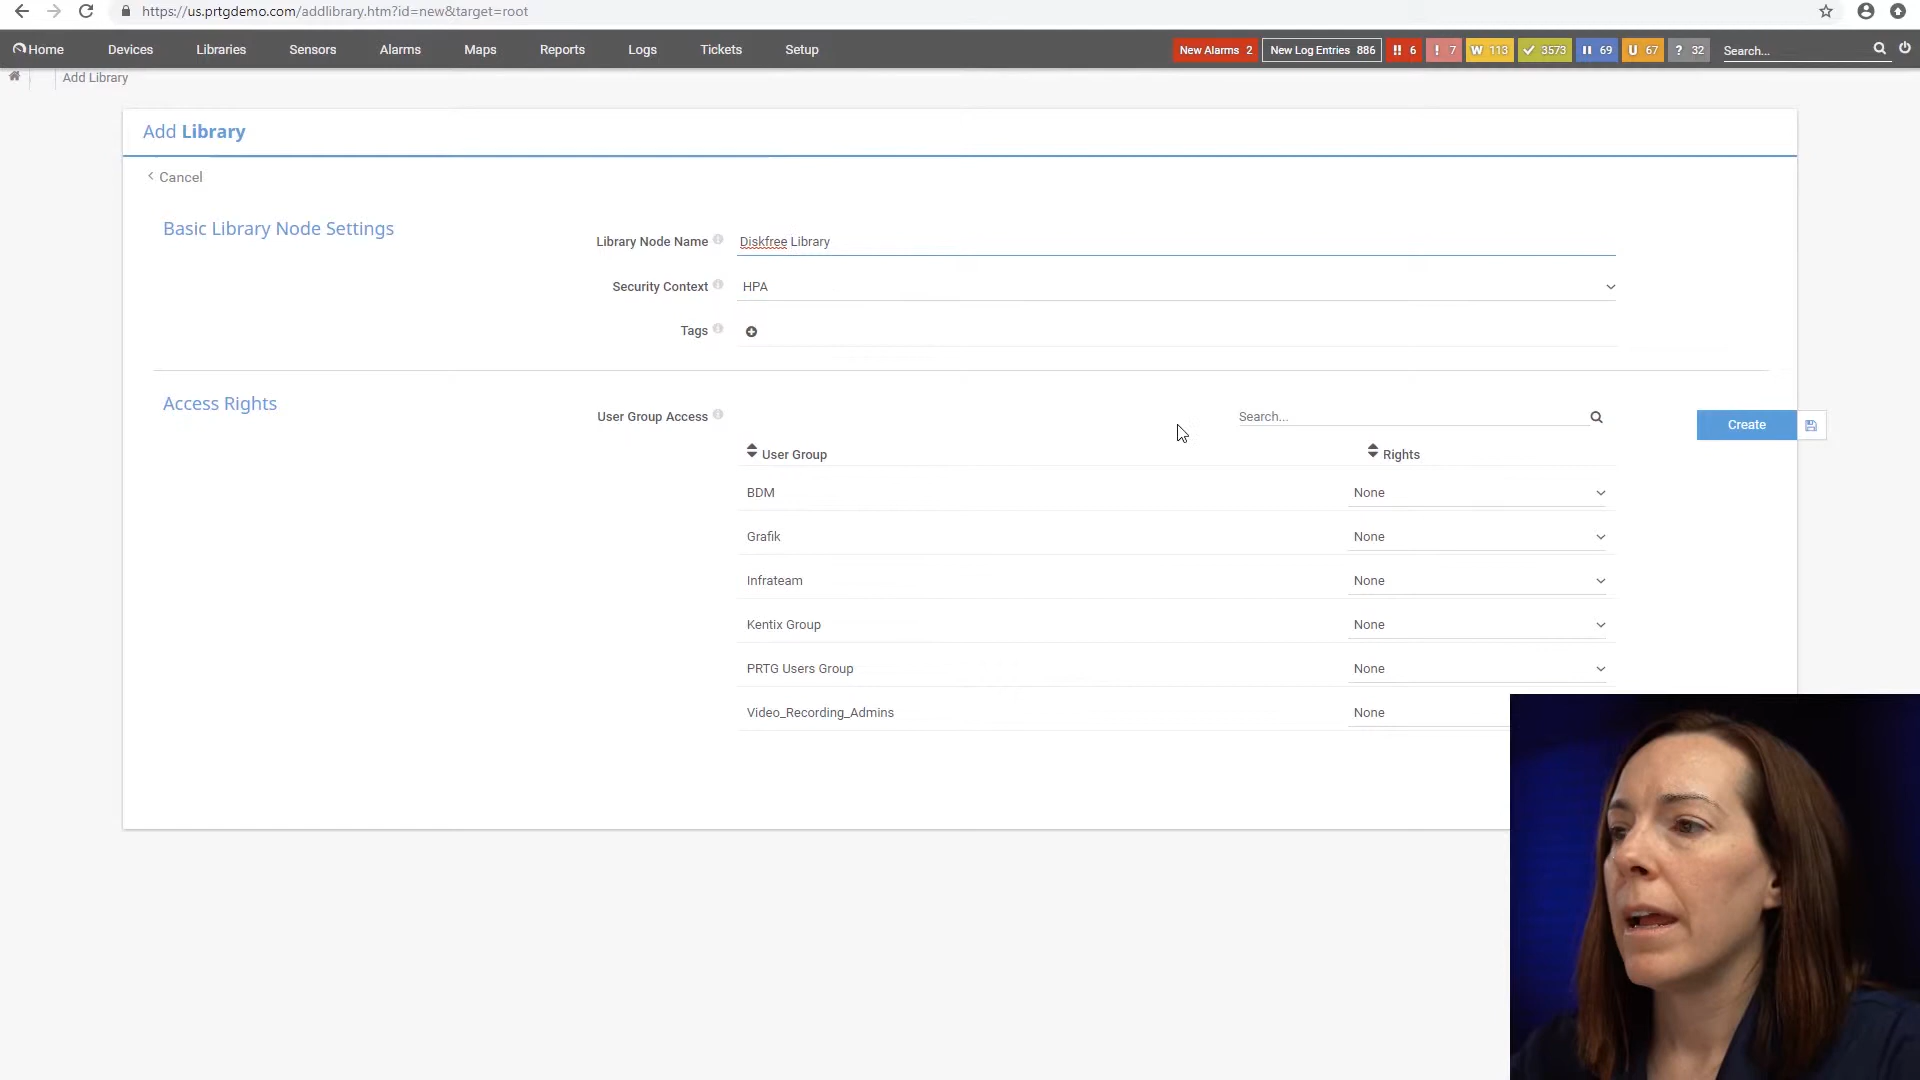 https://us.prtgdemo.com/addlibrary.htm?id=new&target=root
Home Devices Libraries Sensors Alarms Maps Reports Logs Tickets Setup New Alarms 2 New Log Entries 886 !! 6 ! 7 W 113 3573 69 U 67 ? 32 Search...
Add Library
Add Library
Cancel
Basic Library Node Settings
Library Node Name Diskfree Library
Security Context HPA
Tags
Access Rights
User Group Access Search...
Create
User Group Rights
BDM None
Grafik None
Infrateam None
Kentix Group None
PRTG Users Group None
Video_Recording_Admins None